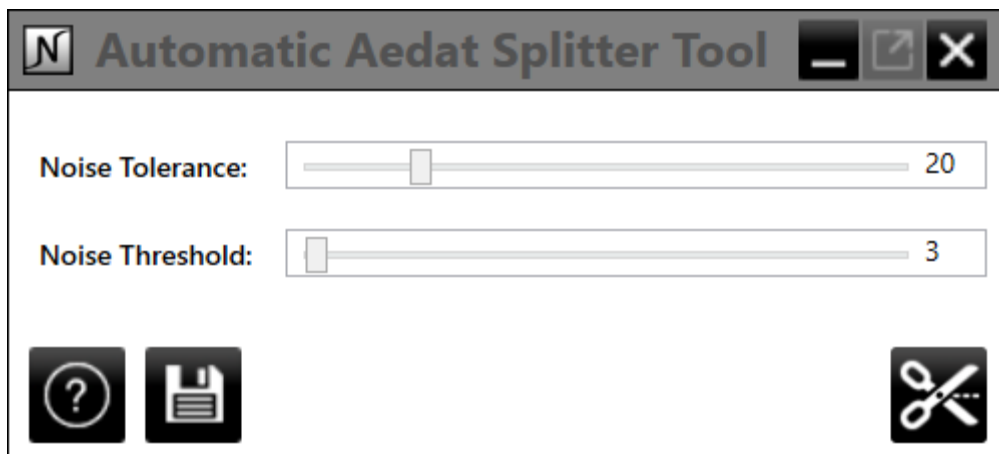 N Automatic Aedat Splitter Tool
Noise Tolerance: 20
Noise Threshold: 3
?